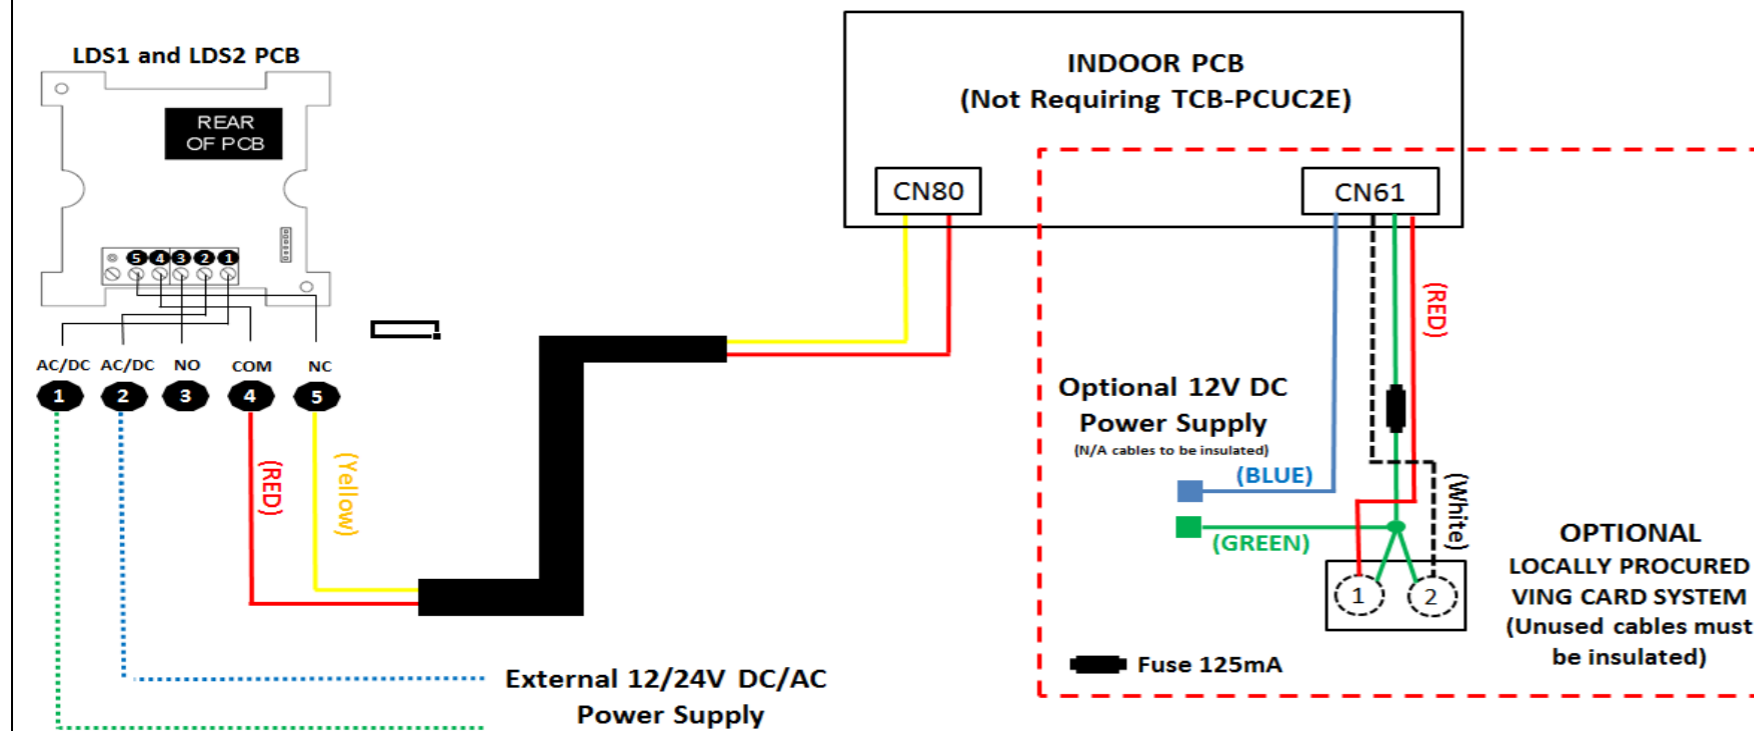 LDS1 and LDS2 PCB
REAR
OF PCB
5 4 3 2 1
AC/DC AC/DC NO COM NC
1 2 3 4 5
(RED)
(Yellow)
External 12/24V DC/AC
Power Supply
INDOOR PCB
(Not Requiring TCB-PCUC2E)
CN80
CN61
(RED)
Optional 12V DC
Power Supply
(N/A cables to be insulated)
(BLUE)
(GREEN)
(White)
1 2
Fuse 125mA
OPTIONAL
LOCALLY PROCURED
VING CARD SYSTEM
(Unused cables must
be insulated)